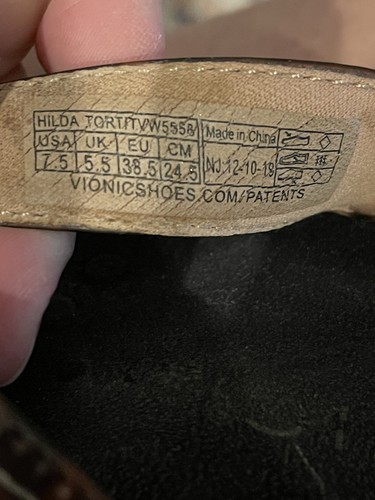 HILDA TORTI TVW5558
USA UK EU CM
7.5 5.5 38.5 24.5
Made in China
NJ 12-10-19
VIONICSHOES.COM/PATENTS